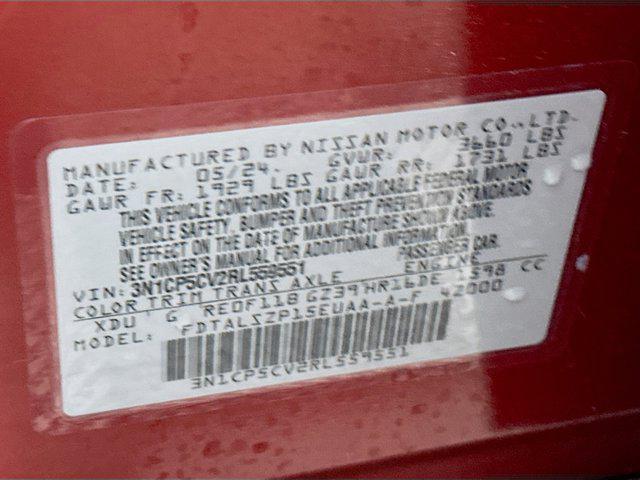 MANUFACTURED BY NISSAN MOTOR CO., LTD.
DATE: 05/24 GVWR: 3660 LBS
GAWR FR: 1929 LBS GAWR RR: 1731 LBS
THIS VEHICLE CONFORMS TO ALL APPLICABLE FEDERAL MOTOR
VEHICLE SAFETY, BUMPER AND THEFT PREVENTION STANDARDS
IN EFFECT ON THE DATE OF MANUFACTURE SHOWN ABOVE.
SEE OWNER'S MANUAL FOR ADDITIONAL INFORMATION.
VIN: 3N1CP5CV2RL559551 PASSENGER CAR.
COLOR TRIM TRANS AXLE ENGINE
XDU G RE0F11B GZ39 HR16DE 1598 CC
MODEL: FDTALSZP15EUAA-A-F 42000
3N1CP5CV2RL559551